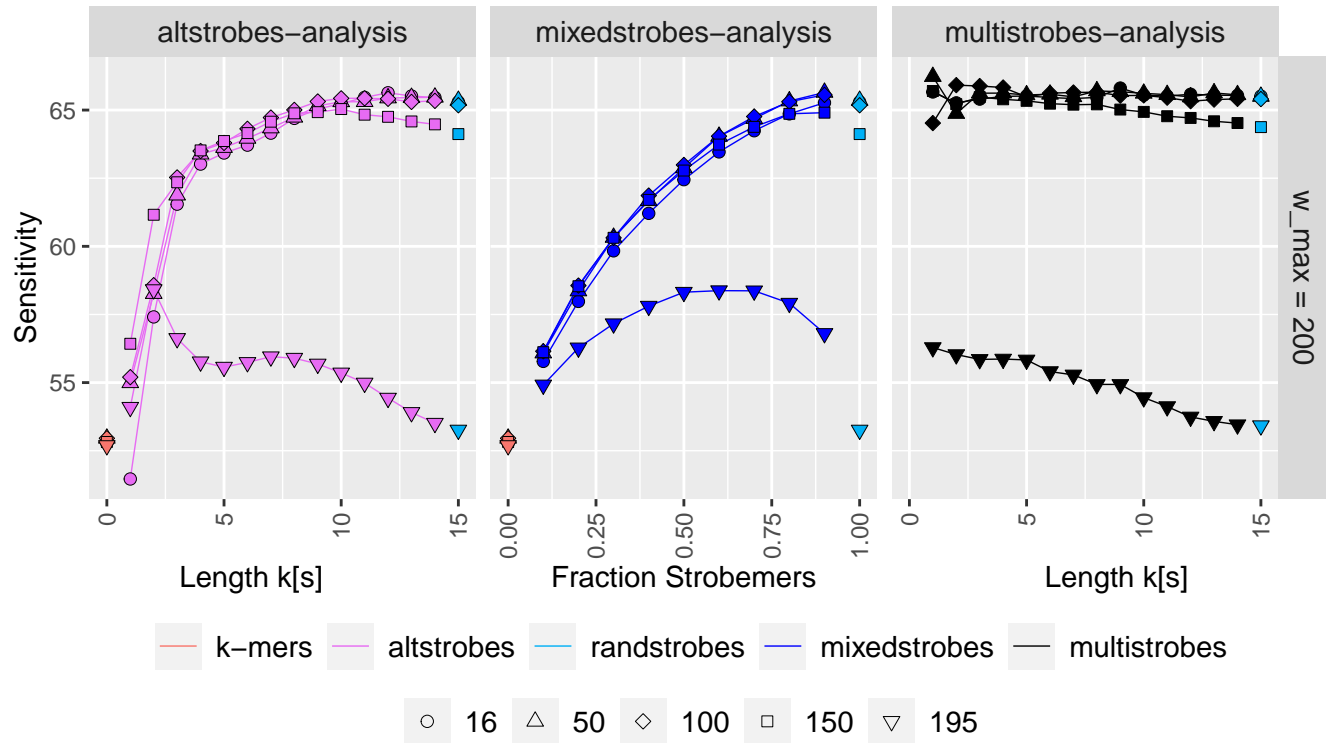 altstrobes−analysis
mixedstrobes−analysis
multistrobes−analysis
w_max = 200
Sensitivity
65
60
55
0
5
10
15
0.00
0.25
0.50
0.75
1.00
0
5
10
15
Length k[s]
Fraction Strobemers
Length k[s]
k−mers
altstrobes
randstrobes
mixedstrobes
multistrobes
16
50
100
150
195